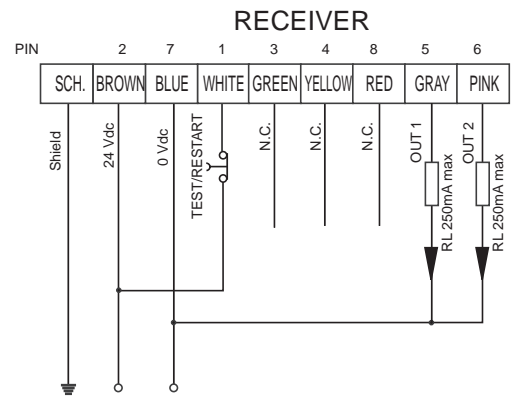 RECEIVER
PIN 2 7 1 3 4 8 5 6
SCH. BROWN BLUE WHITE GREEN YELLOW RED GRAY PINK
Shield
24 Vdc
0 Vdc
TEST/RESTART
N.C.
N.C.
N.C.
OUT 1
RL 250mA max
OUT 2
RL 250mA max